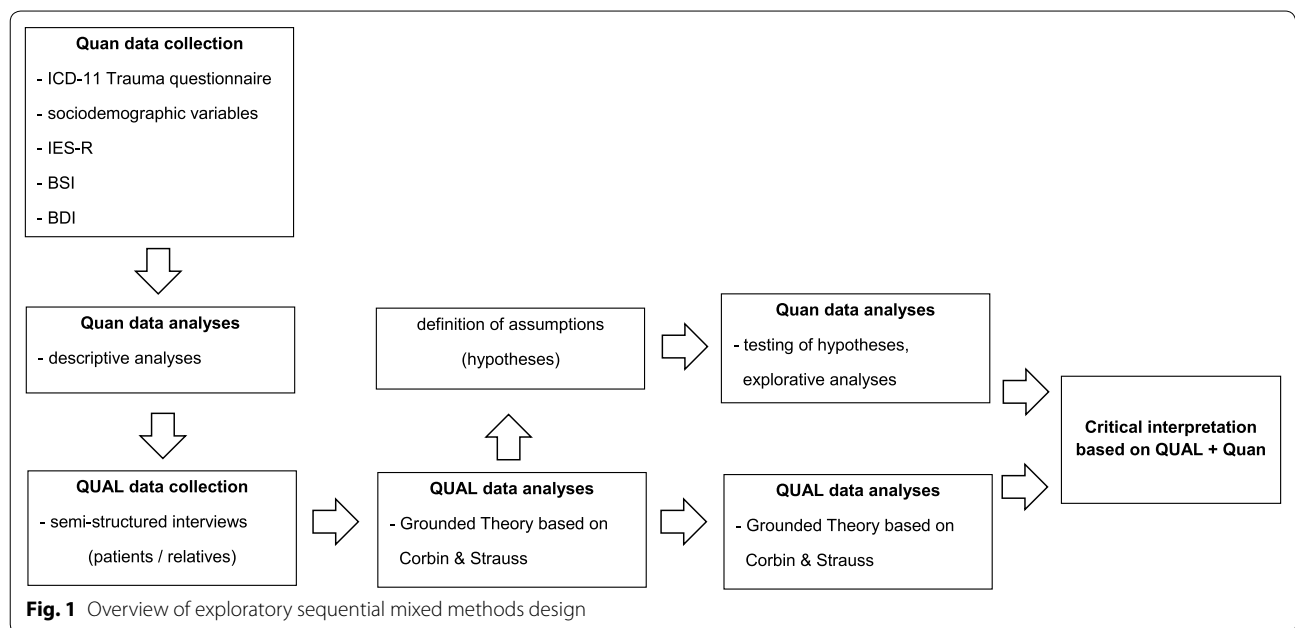 Quan data collection
- ICD-11 Trauma questionnaire
- sociodemographic variables
- IES-R
- BSI
- BDI
Quan data analyses
- descriptive analyses
QUAL data collection
- semi-structured interviews
(patients / relatives)
QUAL data analyses
- Grounded Theory based on
Corbin & Strauss
definition of assumptions
(hypotheses)
Quan data analyses
- testing of hypotheses,
explorative analyses
QUAL data analyses
- Grounded Theory based on
Corbin & Strauss
Critical interpretation
based on QUAL + Quan
Fig. 1 Overview of exploratory sequential mixed methods design